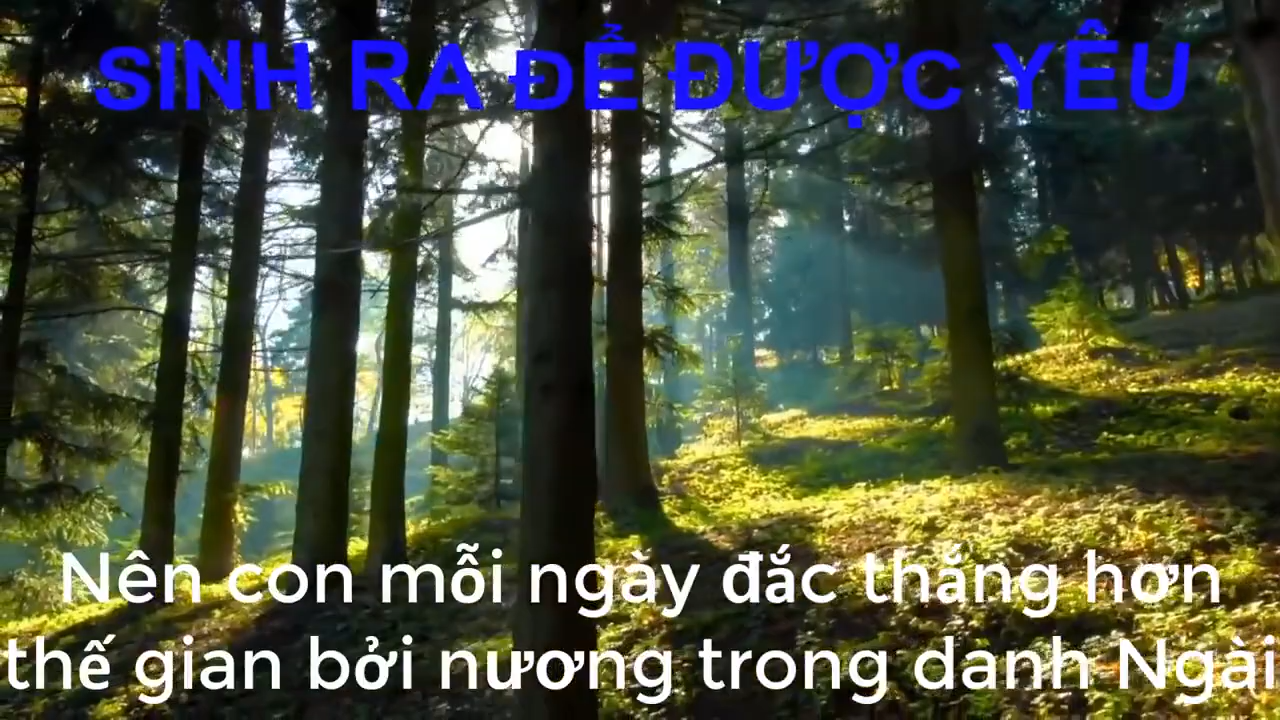 SINH RA ĐỂ ĐƯỢC YÊU
Nên con mỗi ngày đắc thắng hơn
thế gian bởi nương trong danh Ngài